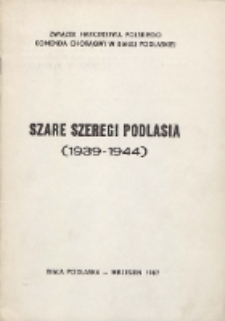 ZWIĄZEK HARCERSTWA POLSKIEGO
KOMENDA CHORĄGWI W BIAŁEJ PODLASKIEJ
SZARE SZEREGI PODLASIA
(1939-1944)
BIAŁA PODLASKA — WRZESIEŃ 1987